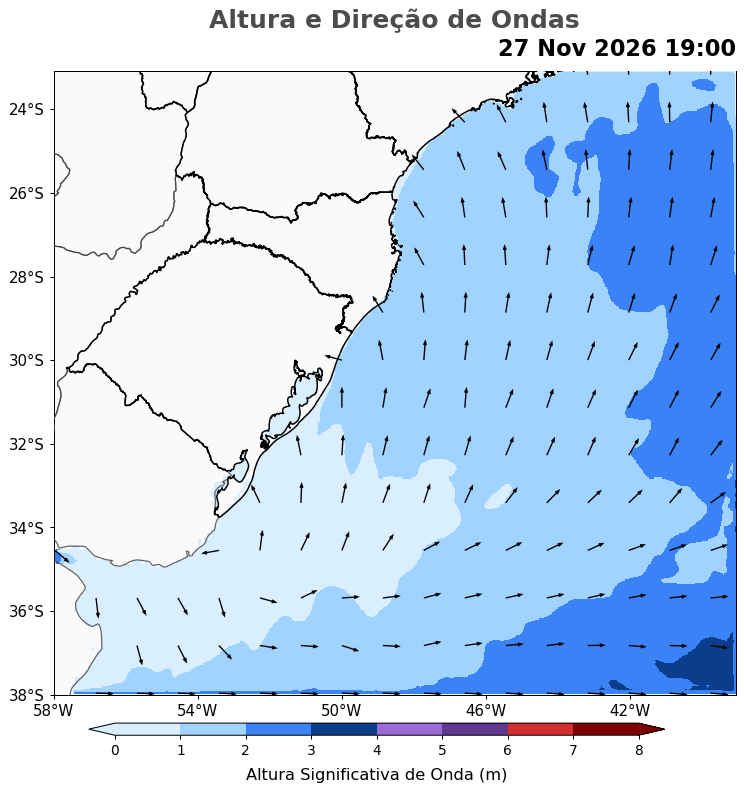 Altura e Direção de Ondas
27 Nov 2026 19:00
24°S
26°S
28°S
30°S
32°S
34°S
36°S
38°S
58°W 54°W 50°W 46°W 42°W
0 1 2 3 4 5 6 7 8
Altura Significativa de Onda (m)